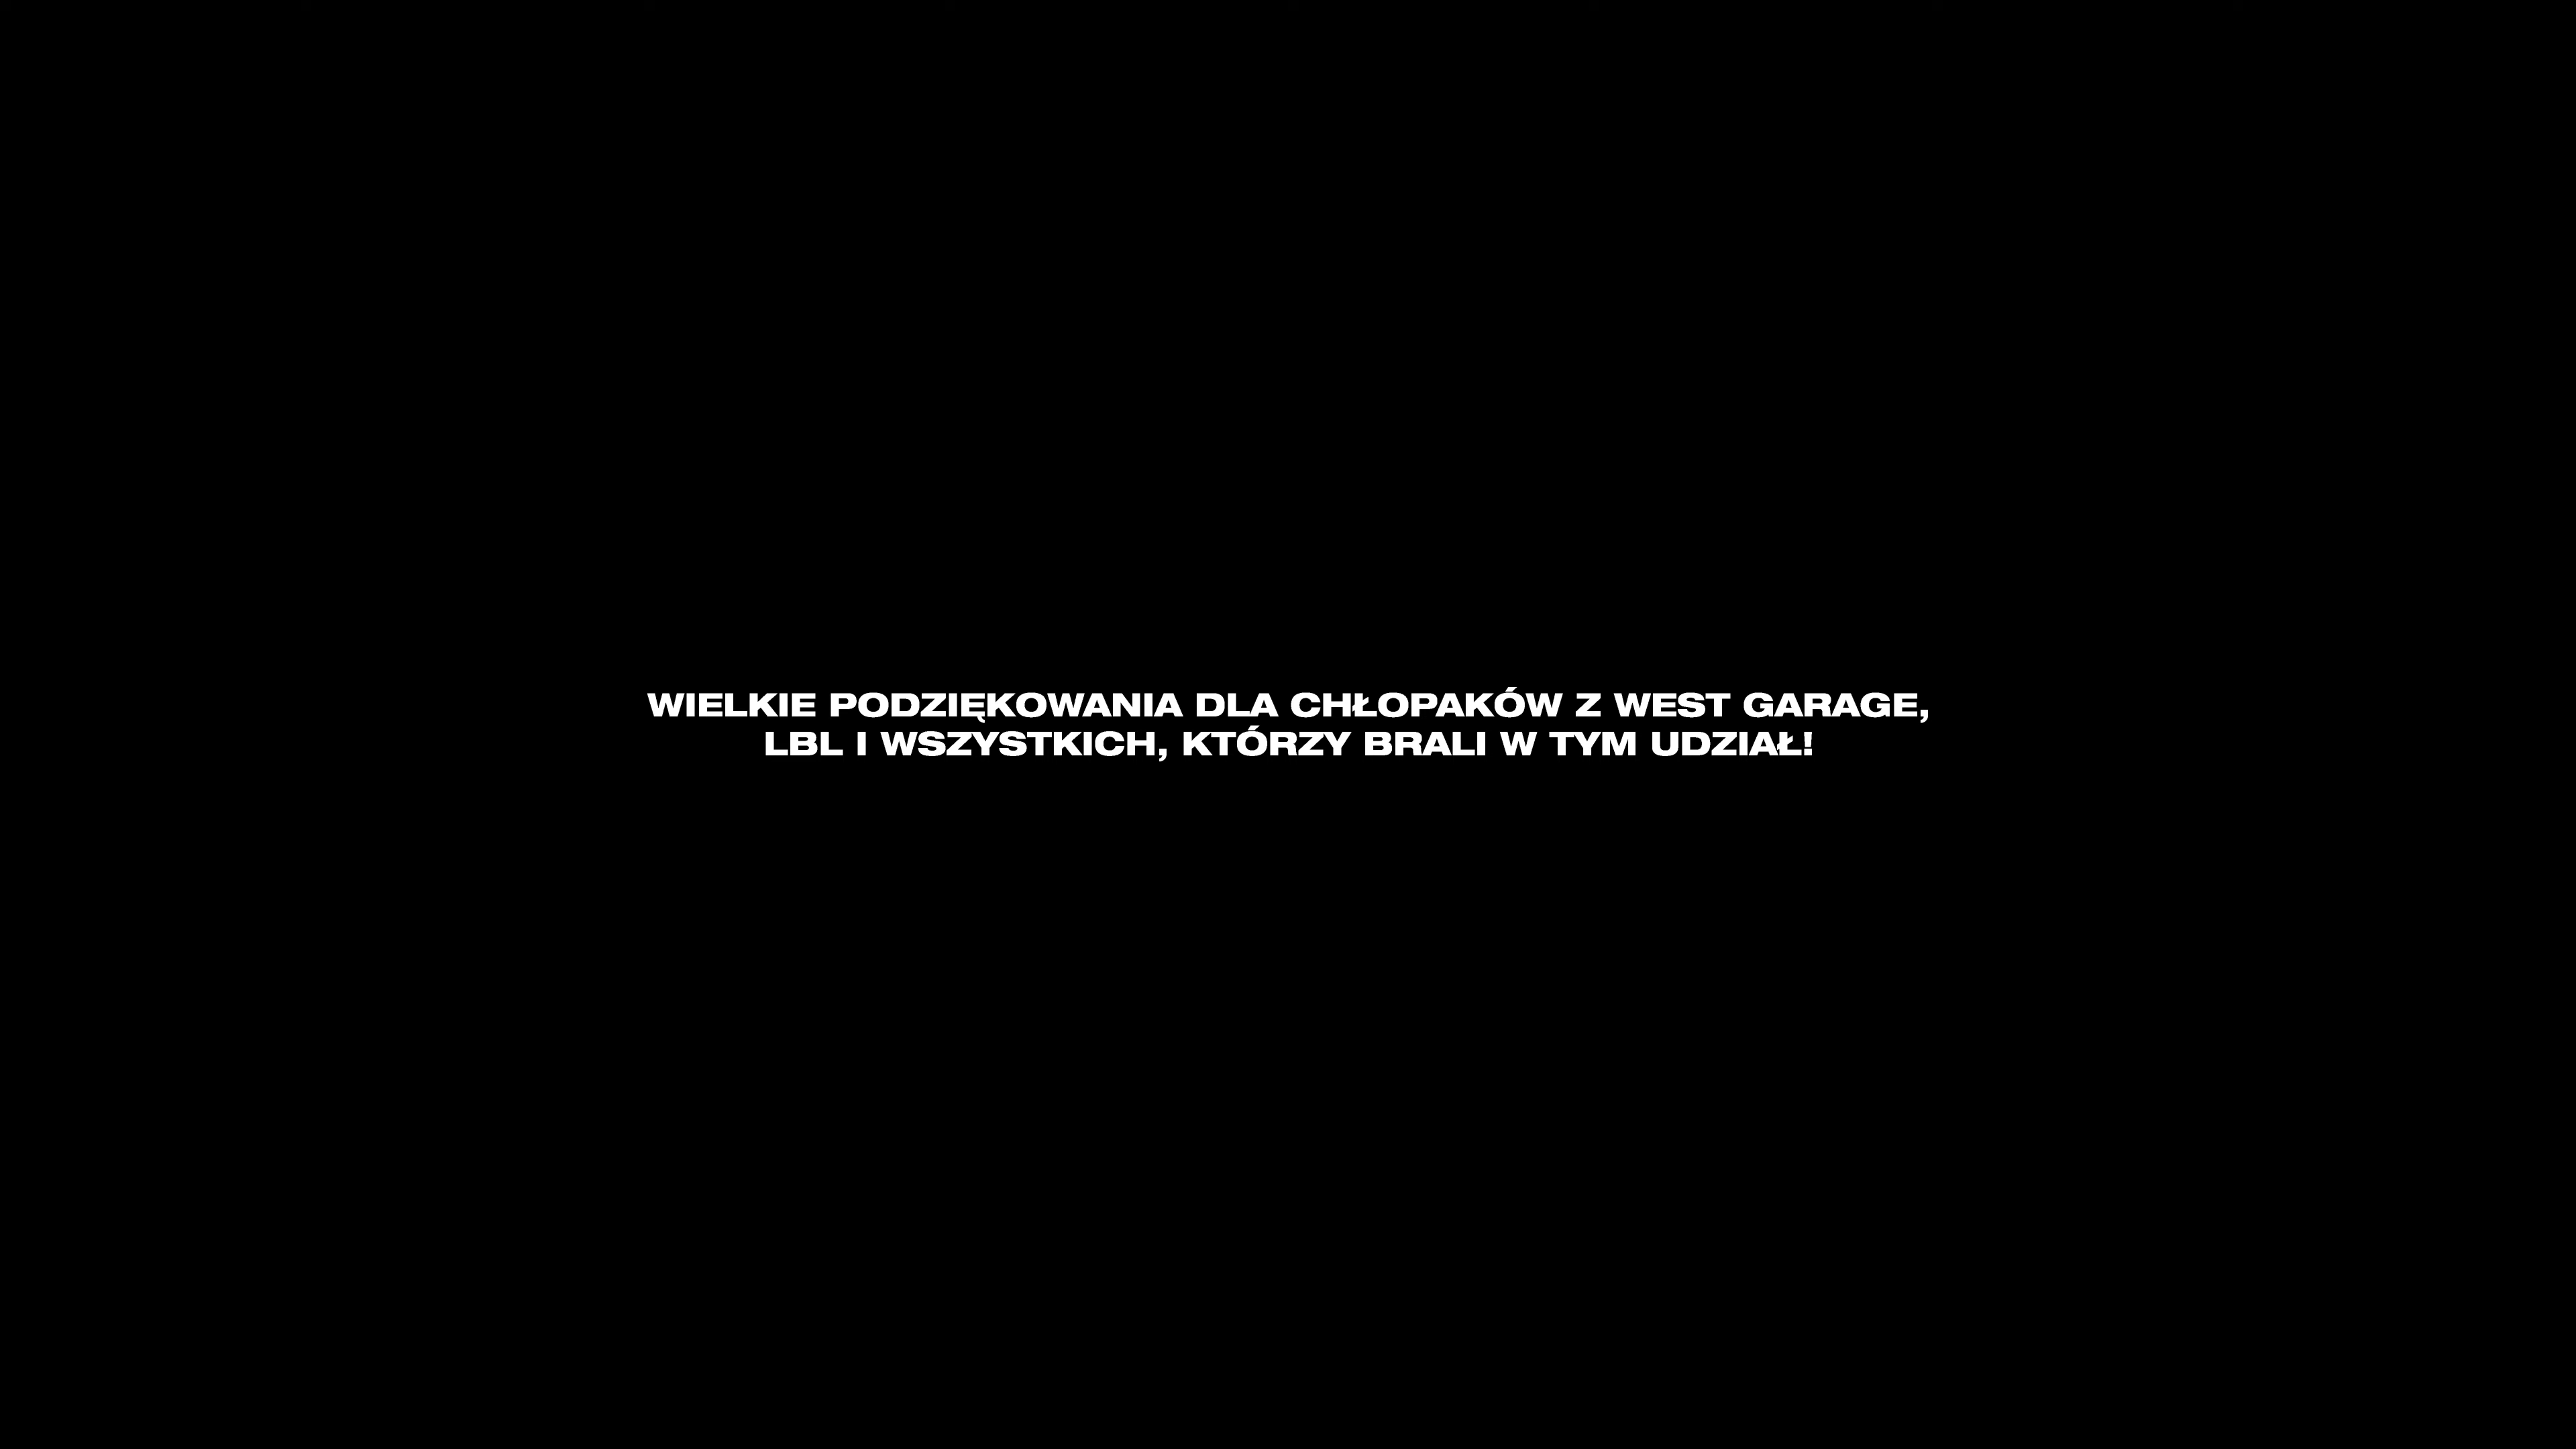 WIELKIE PODZIĘKOWANIA DLA CHŁOPAKÓW Z WEST GARAGE,
LBL I WSZYSTKICH, KTÓRZY BRALI W TYM UDZIAŁ!